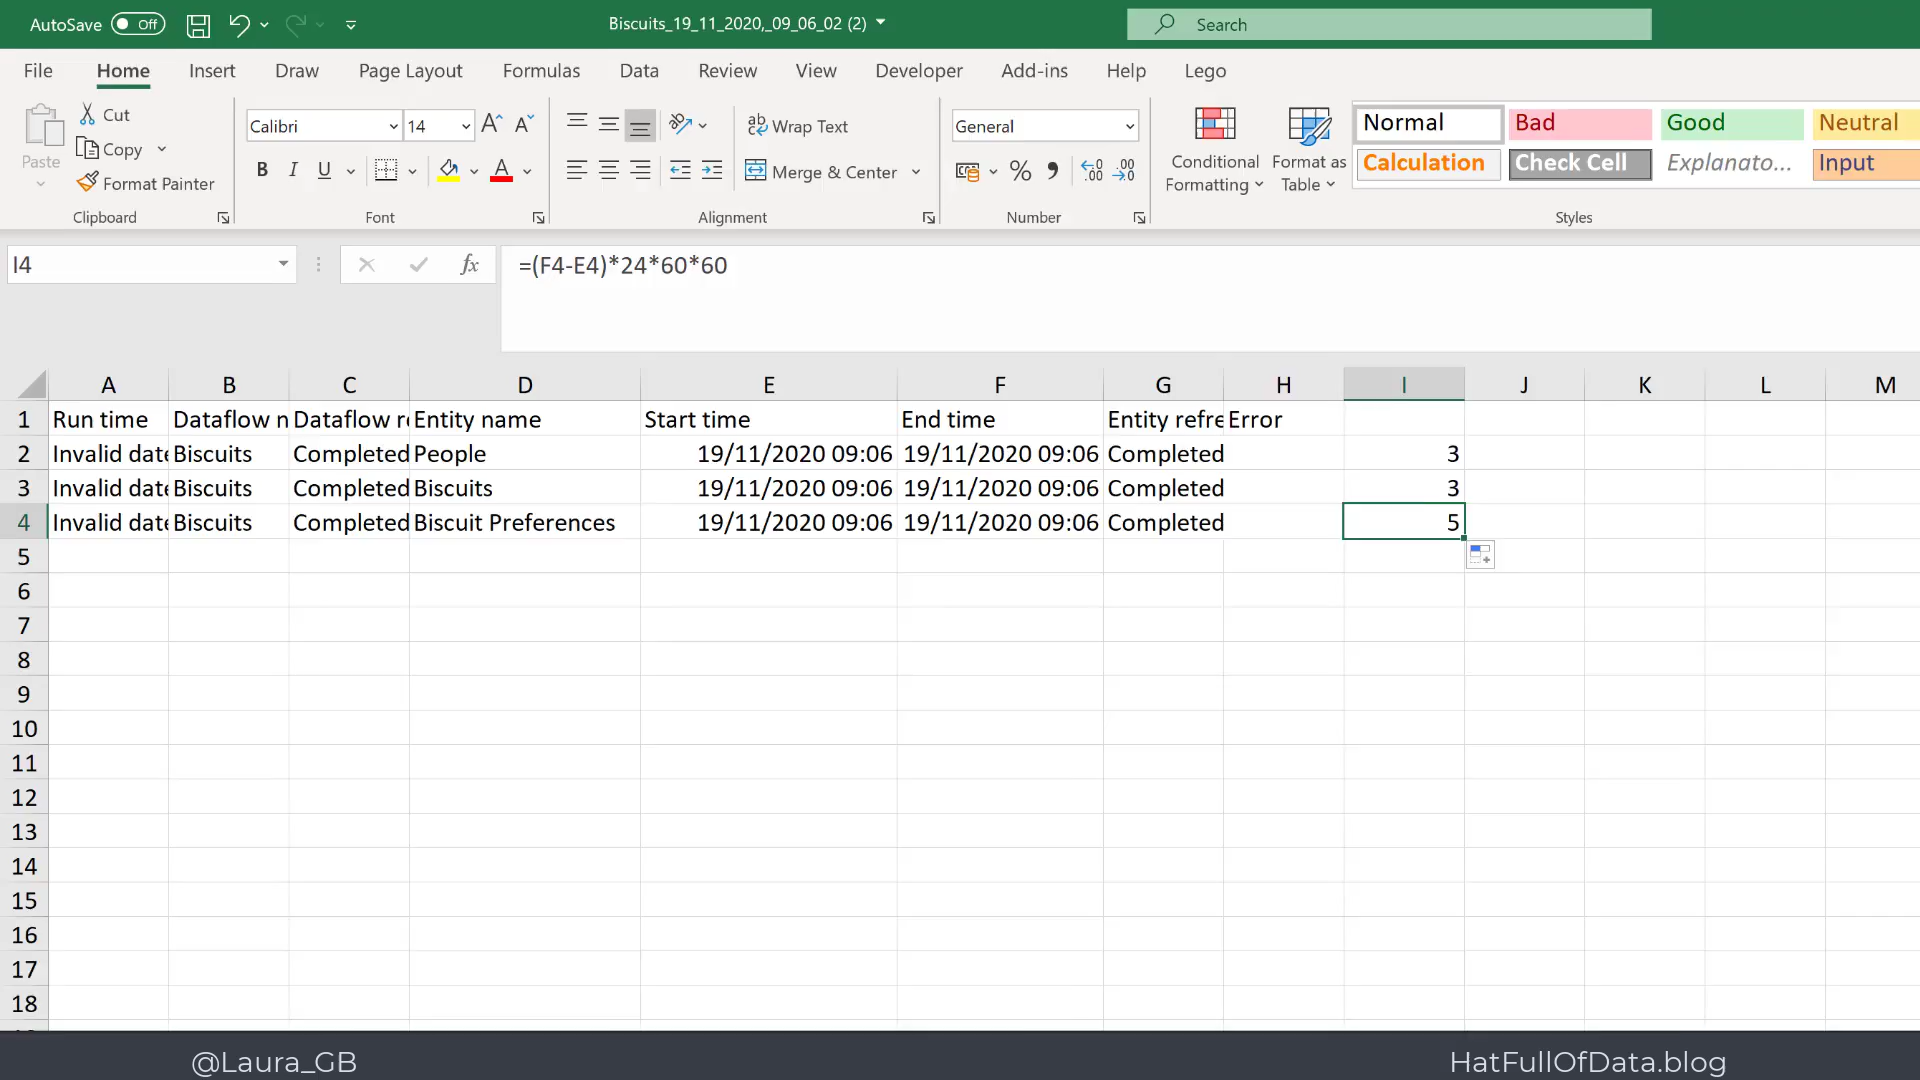 AutoSave Off Biscuits_19_11_2020,_09_06_02 (2) Search
File Home Insert Draw Page Layout Formulas Data Review View Developer Add-ins Help Lego
Paste
Cut
Copy
Format Painter
Clipboard
Calibri 14
B I U
Font
ab Wrap Text
Merge & Center
Alignment
General
Number
Conditional Formatting
Format as Table
Normal Bad Good Neutral
Calculation Check Cell Explanato... Input
Styles
I4 fx =(F4-E4)*24*60*60
A B C D E F G H I J K L M
1 Run time Dataflow n Dataflow re Entity name Start time End time Entity refre Error
2 Invalid date Biscuits Completed People 19/11/2020 09:06 19/11/2020 09:06 Completed 3
3 Invalid date Biscuits Completed Biscuits 19/11/2020 09:06 19/11/2020 09:06 Completed 3
4 Invalid date Biscuits Completed Biscuit Preferences 19/11/2020 09:06 19/11/2020 09:06 Completed 5
5
6
7
8
9
10
11
12
13
14
15
16
17
18
@Laura_GB HatFullOfData.blog